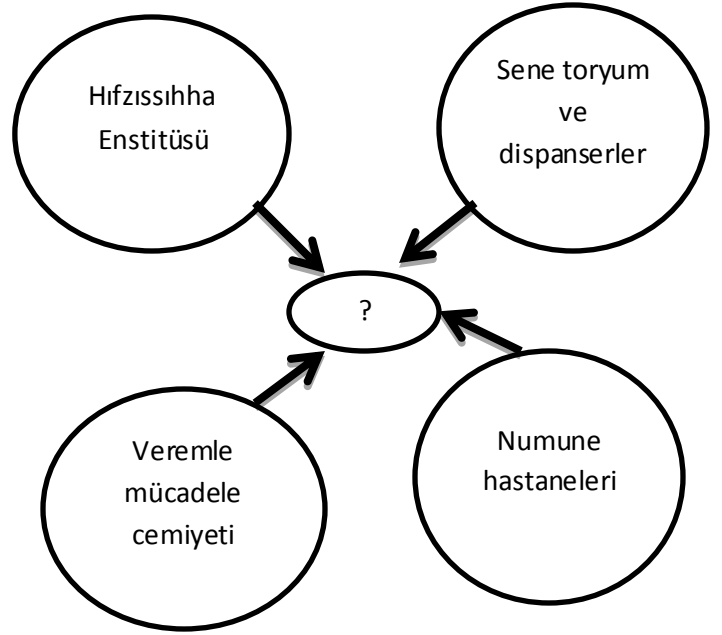 Hıfzıssıhha
Enstitüsü
Sene toryum
ve
dispanserler
?
Veremle
mücadele
cemiyeti
Numune
hastaneleri